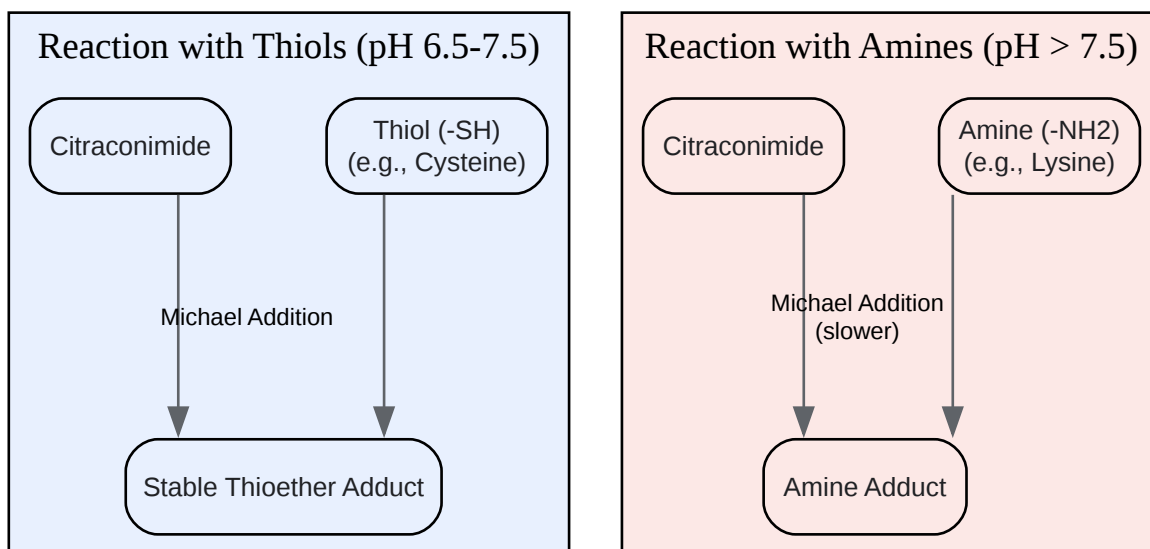 Reaction with Thiols (pH 6.5-7.5)
Citraconimide
Thiol (-SH)
(e.g., Cysteine)
Michael Addition
Stable Thioether Adduct
Reaction with Amines (pH > 7.5)
Citraconimide
Amine (-NH2)
(e.g., Lysine)
Michael Addition
(slower)
Amine Adduct